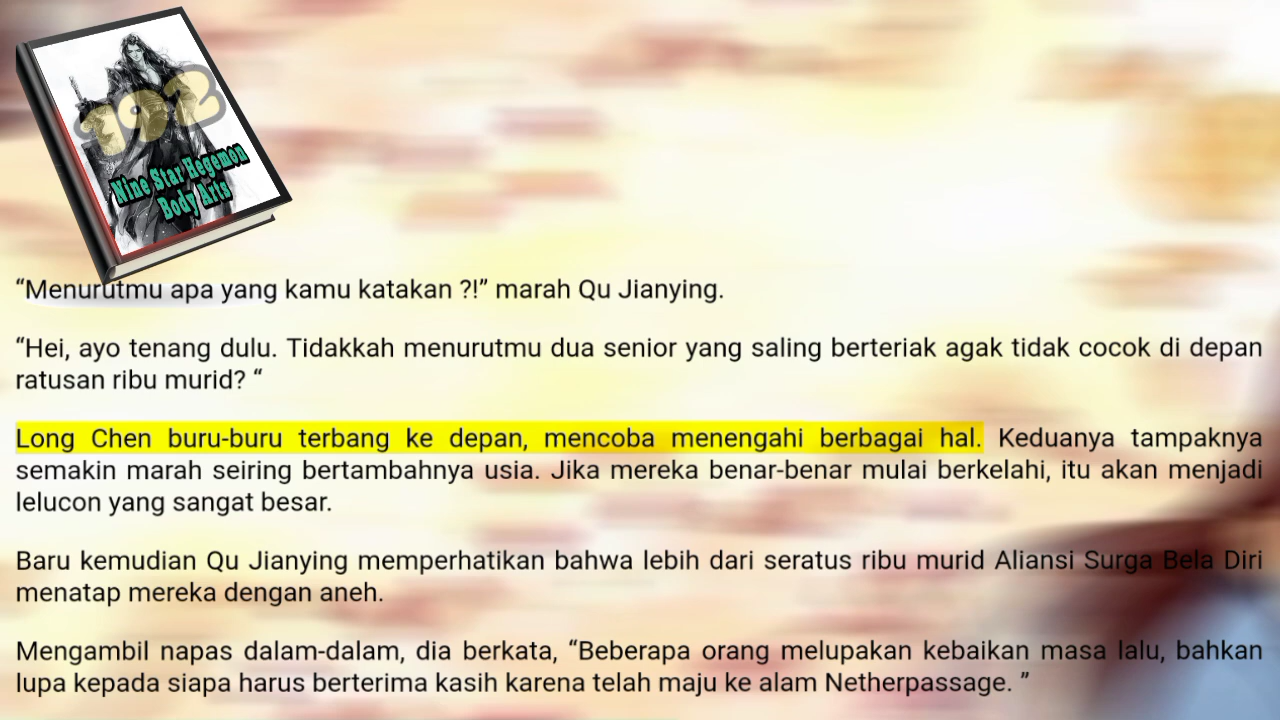 192
Nine Star Hegemon
Body Arts
“Menurutmu apa yang kamu katakan ?!” marah Qu Jianying.
“Hei, ayo tenang dulu. Tidakkah menurutmu dua senior yang saling berteriak agak tidak cocok di depan
ratusan ribu murid? “
Long Chen buru-buru terbang ke depan, mencoba menengahi berbagai hal. Keduanya tampaknya
semakin marah seiring bertambahnya usia. Jika mereka benar-benar mulai berkelahi, itu akan menjadi
lelucon yang sangat besar.
Baru kemudian Qu Jianying memperhatikan bahwa lebih dari seratus ribu murid Aliansi Surga Bela Diri
menatap mereka dengan aneh.
Mengambil napas dalam-dalam, dia berkata, “Beberapa orang melupakan kebaikan masa lalu, bahkan
lupa kepada siapa harus berterima kasih karena telah maju ke alam Netherpassage. ”